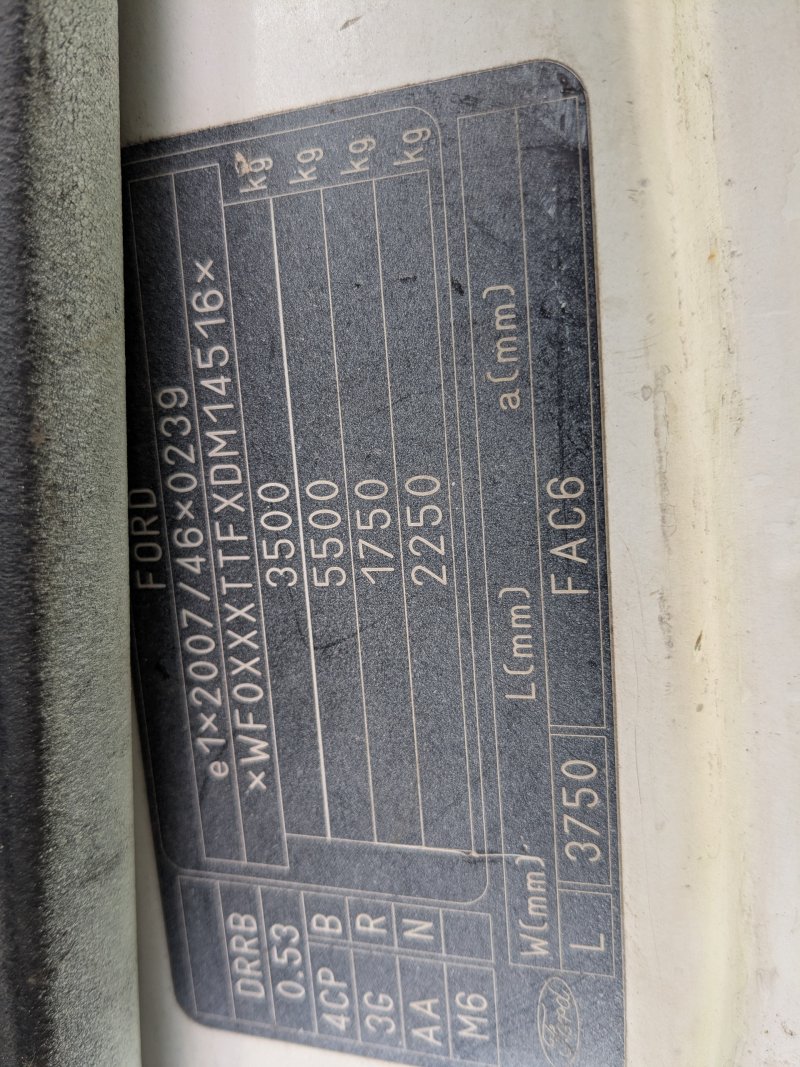 FORD
e1×2007/46×0239
×WF0XXXTTFXDM14516×
3500 kg
5500 kg
1750 kg
2250 kg
DRRB
0.53
4CP B
3G R
AA N
M6
W(mm) L(mm) a(mm)
L 3750 FAC6
Ford